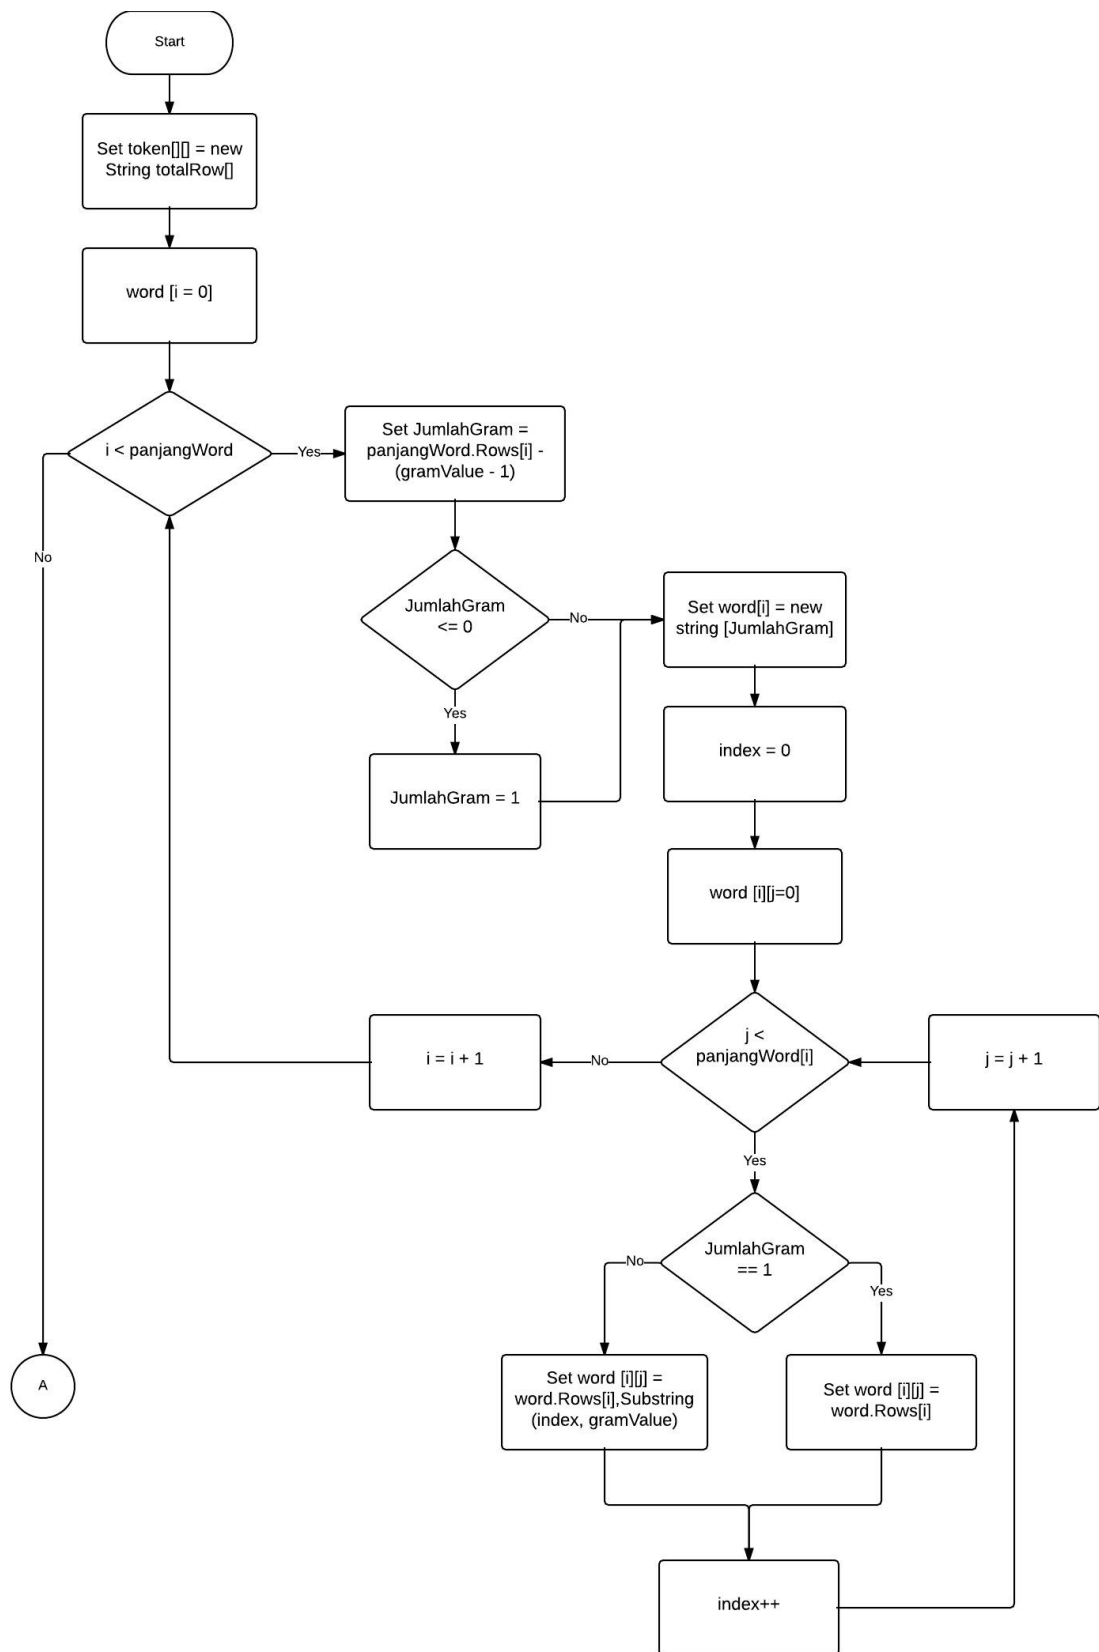 Start
Set token[][] = new
String totalRow[]
word [i = 0]
i < panjangWord
Yes
Set JumlahGram =
panjangWord.Rows[i] -
(gramValue - 1)
No
JumlahGram
<= 0
No
Set word[i] = new
string [JumlahGram]
Yes
JumlahGram = 1
index = 0
word [i][j=0]
j <
panjangWord[i]
No
i = i + 1
j = j + 1
Yes
JumlahGram
== 1
No
Yes
Set word [i][j] =
word.Rows[i],Substring
(index, gramValue)
Set word [i][j] =
word.Rows[i]
A
index++